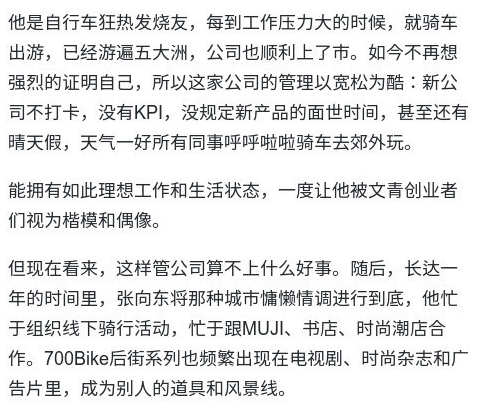 他是自行车狂热发烧友，每到工作压力大的时候，就骑车
出游，已经游遍五大洲，公司也顺利上了市。如今不再想
强烈的证明自己，所以这家公司的管理以宽松为酷：新公
司不打卡，没有KPI，没规定新产品的面世时间，甚至还有
晴天假，天气一好所有同事呼呼啦啦骑车去郊外玩。
能拥有如此理想工作和生活状态，一度让他被文青创业者
们视为楷模和偶像。
但现在看来，这样管公司算不上什么好事。随后，长达一
年的时间里，张向东将那种城市慵懒情调进行到底，他忙
于组织线下骑行活动，忙于跟MUJI、书店、时尚潮店合
作。700Bike后街系列也频繁出现在电视剧、时尚杂志和广
告片里，成为别人的道具和风景线。